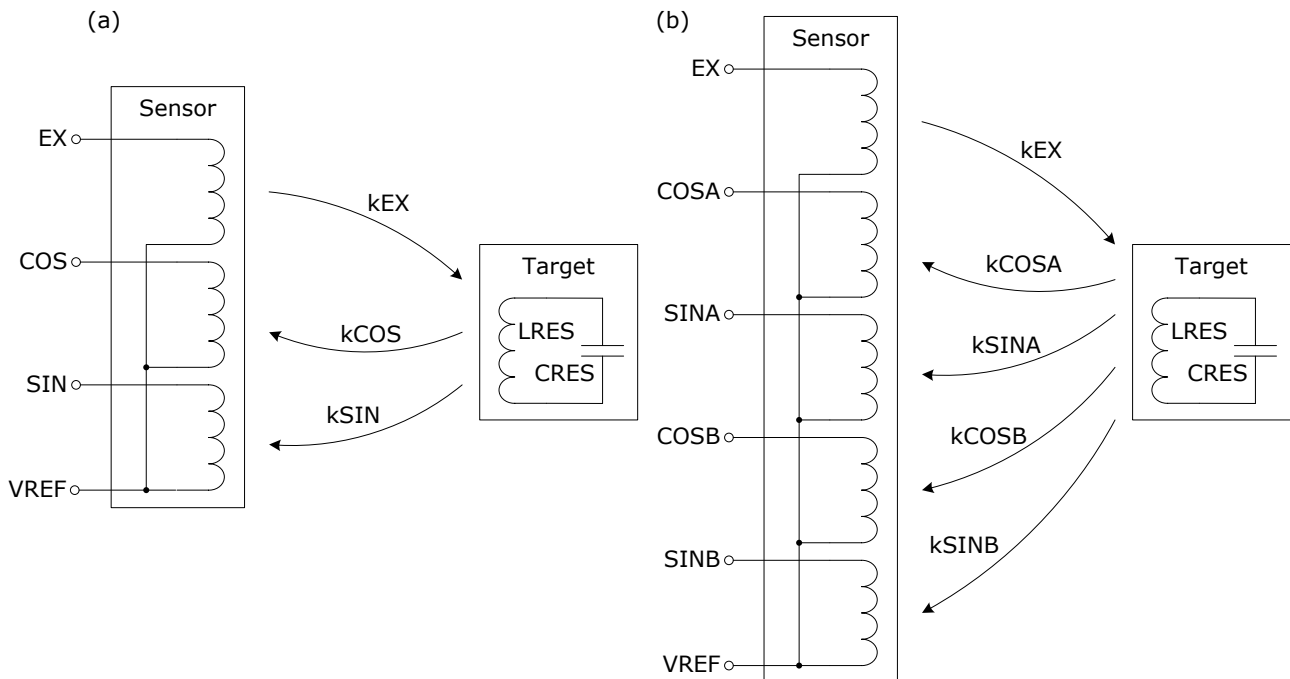 (a)
Sensor
EX
COS
SIN
VREF
kEX
kCOS
kSIN
Target
LRES
CRES
(b)
Sensor
EX
COSA
SINA
COSB
SINB
VREF
kEX
kCOSA
kSINA
kCOSB
kSINB
Target
LRES
CRES